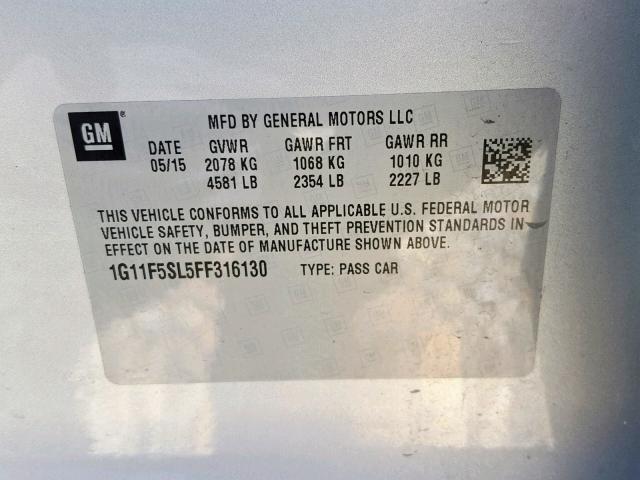 GM®
MFD BY GENERAL MOTORS LLC
DATE GVWR GAWR FRT GAWR RR
05/15 2078 KG 1068 KG 1010 KG
4581 LB 2354 LB 2227 LB
THIS VEHICLE CONFORMS TO ALL APPLICABLE U.S. FEDERAL MOTOR
VEHICLE SAFETY, BUMPER, AND THEFT PREVENTION STANDARDS IN
EFFECT ON THE DATE OF MANUFACTURE SHOWN ABOVE.
1G11F5SL5FF316130 TYPE: PASS CAR